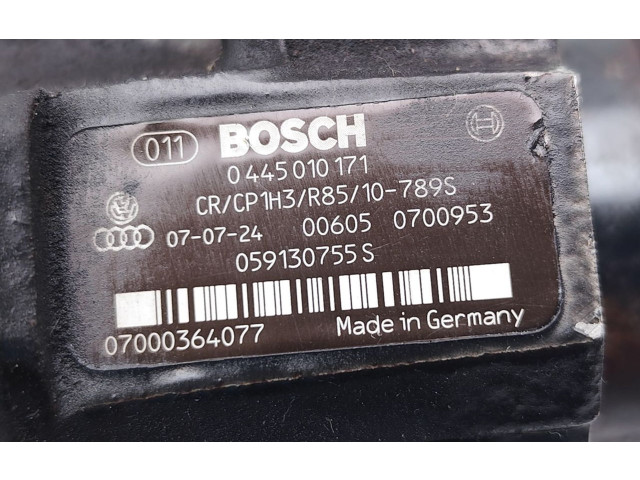 011 BOSCH
0 445 010 171
CR/CP1H3/R85/10-789S
07-07-24 00605 0700953
059130755 S
07000364077 Made in Germany